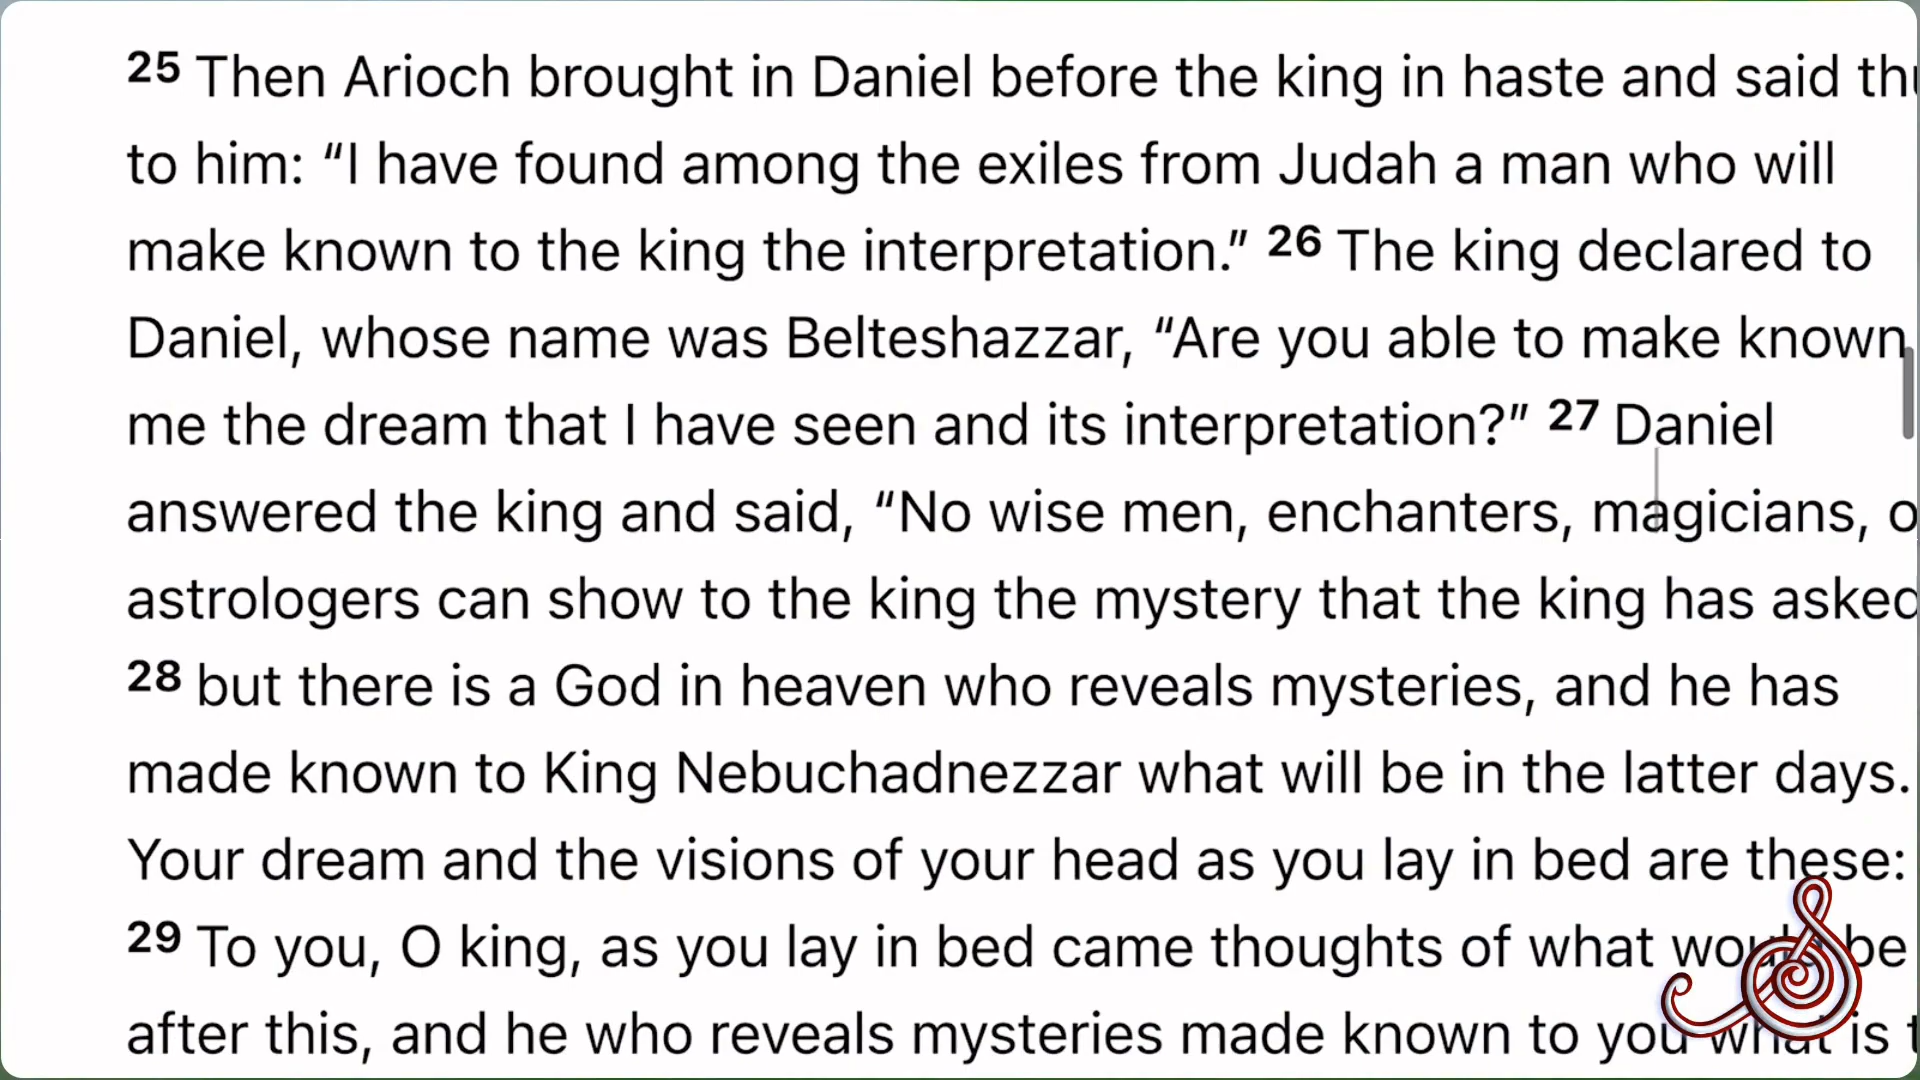 25 Then Arioch brought in Daniel before the king in haste and said
to him: “I have found among the exiles from Judah a man who will
make known to the king the interpretation.” 26 The king declared to
Daniel, whose name was Belteshazzar, “Are you able to make known
me the dream that I have seen and its interpretation?” 27 Daniel
answered the king and said, “No wise men, enchanters, magicians,
astrologers can show to the king the mystery that the king has asked
28 but there is a God in heaven who reveals mysteries, and he has
made known to King Nebuchadnezzar what will be in the latter days.
Your dream and the visions of your head as you lay in bed are these:
29 To you, O king, as you lay in bed came thoughts of what would be
after this, and he who reveals mysteries made known to you what is